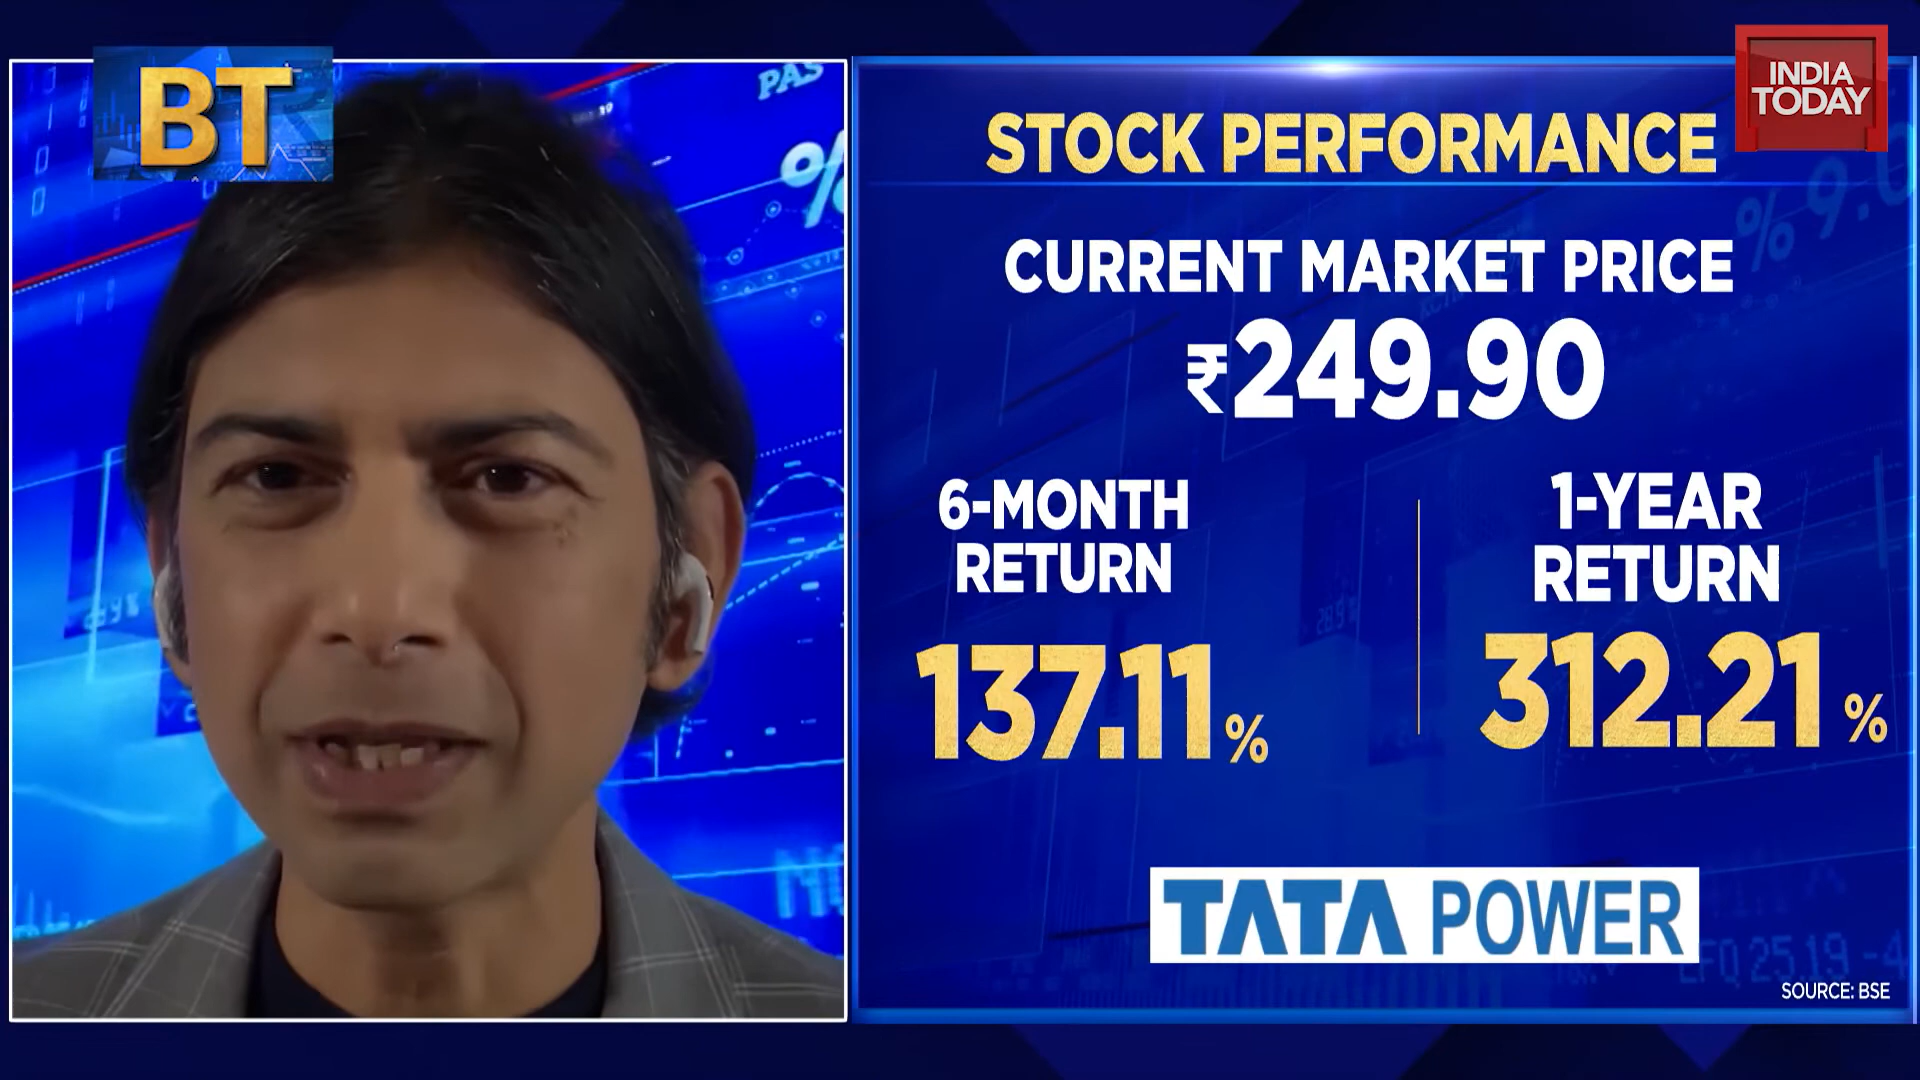 BT
INDIA
TODAY
STOCK PERFORMANCE
CURRENT MARKET PRICE
₹249.90
6-MONTH
RETURN
137.11%
1-YEAR
RETURN
312.21%
TATA POWER
SOURCE: BSE